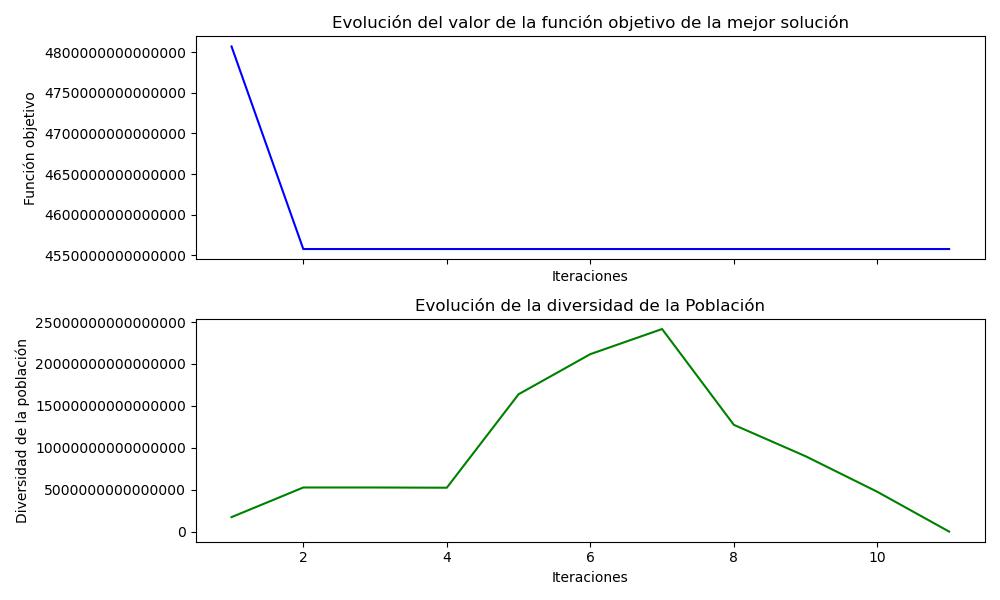 Evolución del valor de la función objetivo de la mejor solución
Función objetivo
4800000000000000
4750000000000000
4700000000000000
4650000000000000
4600000000000000
4550000000000000
Iteraciones
Evolución de la diversidad de la Población
Diversidad de la población
25000000000000000
20000000000000000
15000000000000000
10000000000000000
5000000000000000
0
2 4 6 8 10
Iteraciones